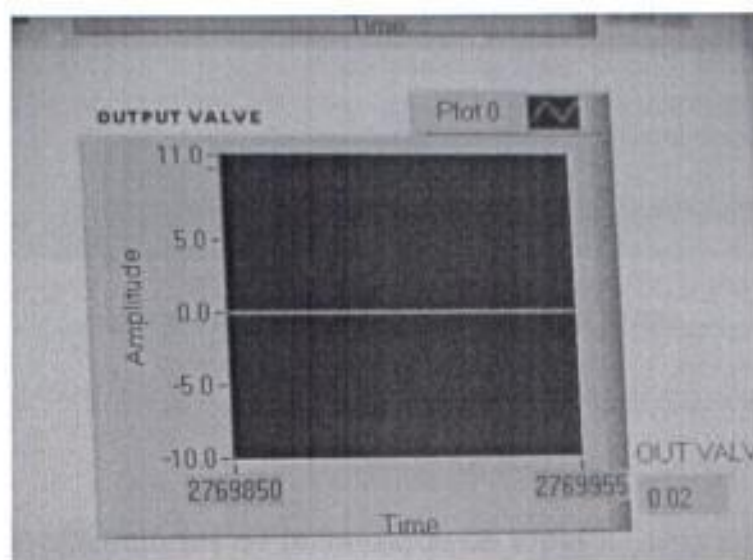 Time
OUTPUT VALVE
Plot 0
11.0
5.0
0.0
-5.0
-10.0
Amplitude
2769850
2769955
Time
OUT VALV
0.02